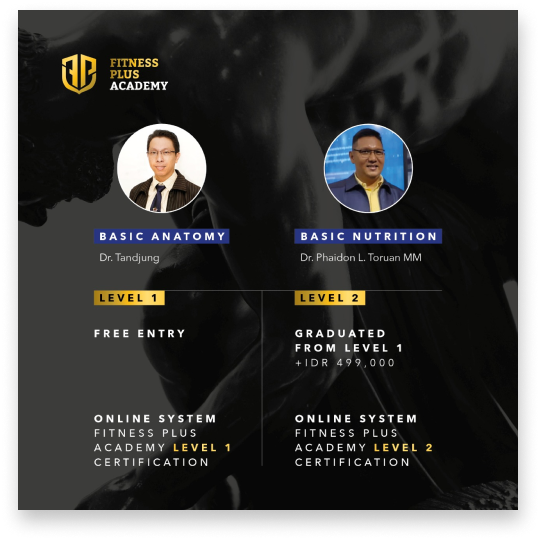 FITNESS
PLUS
ACADEMY
BASIC ANATOMY
Dr. Tandjung
BASIC NUTRITION
Dr. Phaidon L. Toruan MM
LEVEL 1
FREE ENTRY
LEVEL 2
GRADUATED
FROM LEVEL 1
+IDR 499,000
ONLINE SYSTEM
FITNESS PLUS
ACADEMY LEVEL 1
CERTIFICATION
ONLINE SYSTEM
FITNESS PLUS
ACADEMY LEVEL 2
CERTIFICATION